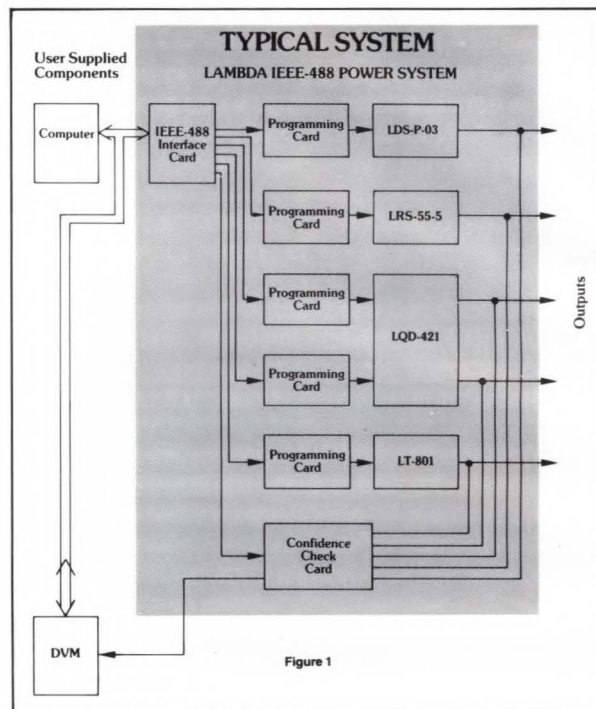 TYPICAL SYSTEM
LAMBDA IEEE-488 POWER SYSTEM
User Supplied
Components
Computer
IEEE-488
Interface
Card
Programming
Card
LDS-P-03
Programming
Card
LRS-55-5
Programming
Card
LQD-421
Programming
Card
Programming
Card
LT-801
Confidence
Check
Card
Outputs
DVM
Figure 1